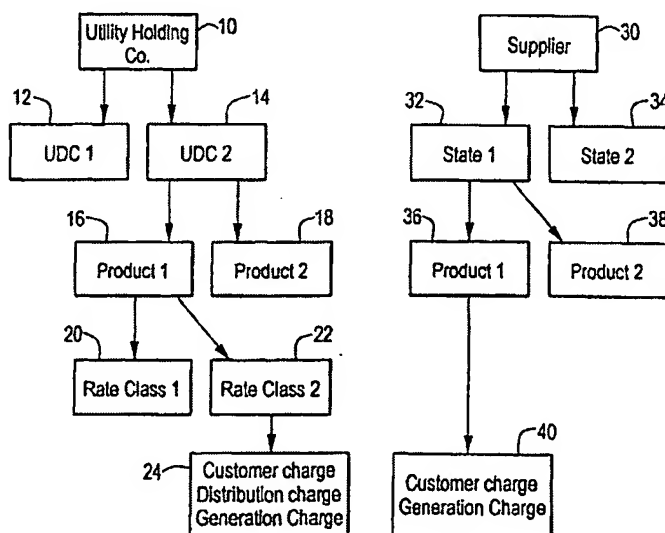 Utility Holding
Co.
10
Supplier
30
12
14
32
34
UDC 1
UDC 2
State 1
State 2
16
18
36
38
Product 1
Product 2
Product 1
Product 2
20
22
Rate Class 1
Rate Class 2
24
40
Customer charge
Distribution charge
Generation Charge
Customer charge
Generation Charge